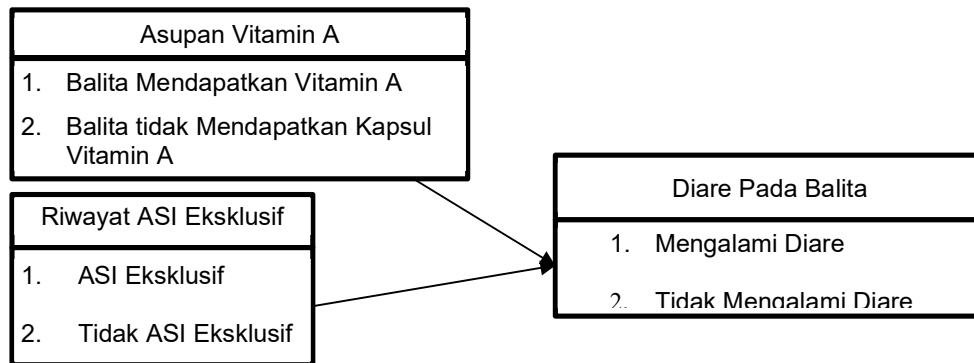 Asupan Vitamin A
1. Balita Mendapatkan Vitamin A
2. Balita tidak Mendapatkan Kapsul
Vitamin A
Riwayat ASI Eksklusif
1. ASI Eksklusif
2. Tidak ASI Eksklusif
Diare Pada Balita
1. Mengalami Diare
2. Tidak Mengalami Diare